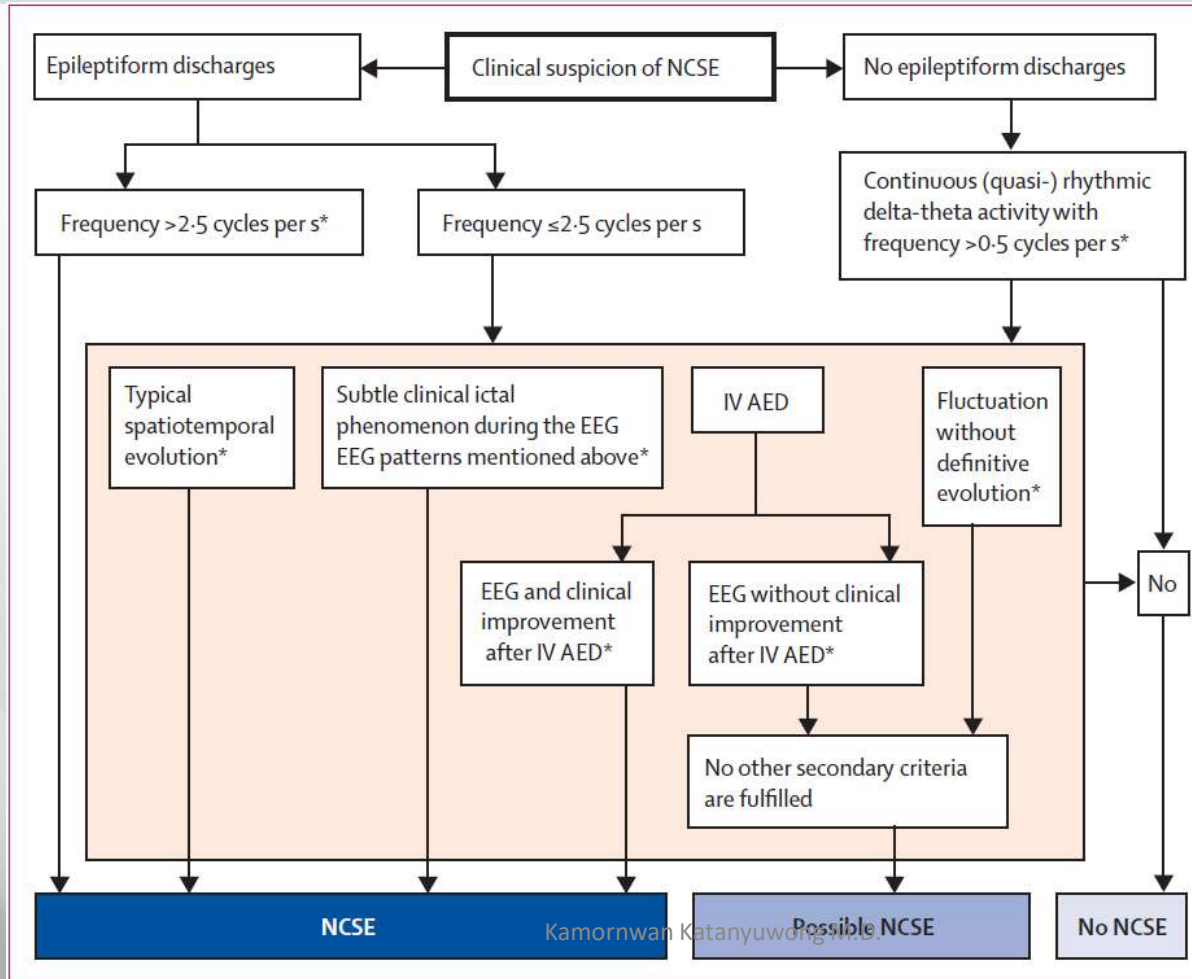 Epileptiform discharges
Clinical suspicion of NCSE
No epileptiform discharges
Frequency >2·5 cycles per s*
Frequency ≤2·5 cycles per s
Continuous (quasi-) rhythmic
delta-theta activity with
frequency >0·5 cycles per s*
Typical
spatiotemporal
evolution*
Subtle clinical ictal
phenomenon during the EEG
EEG patterns mentioned above*
IV AED
Fluctuation
without
definitive
evolution*
EEG and clinical
improvement
after IV AED*
EEG without clinical
improvement
after IV AED*
No
No other secondary criteria
are fulfilled
NCSE
Possible NCSE
No NCSE
Kamornwan Katanyuwong M.D.